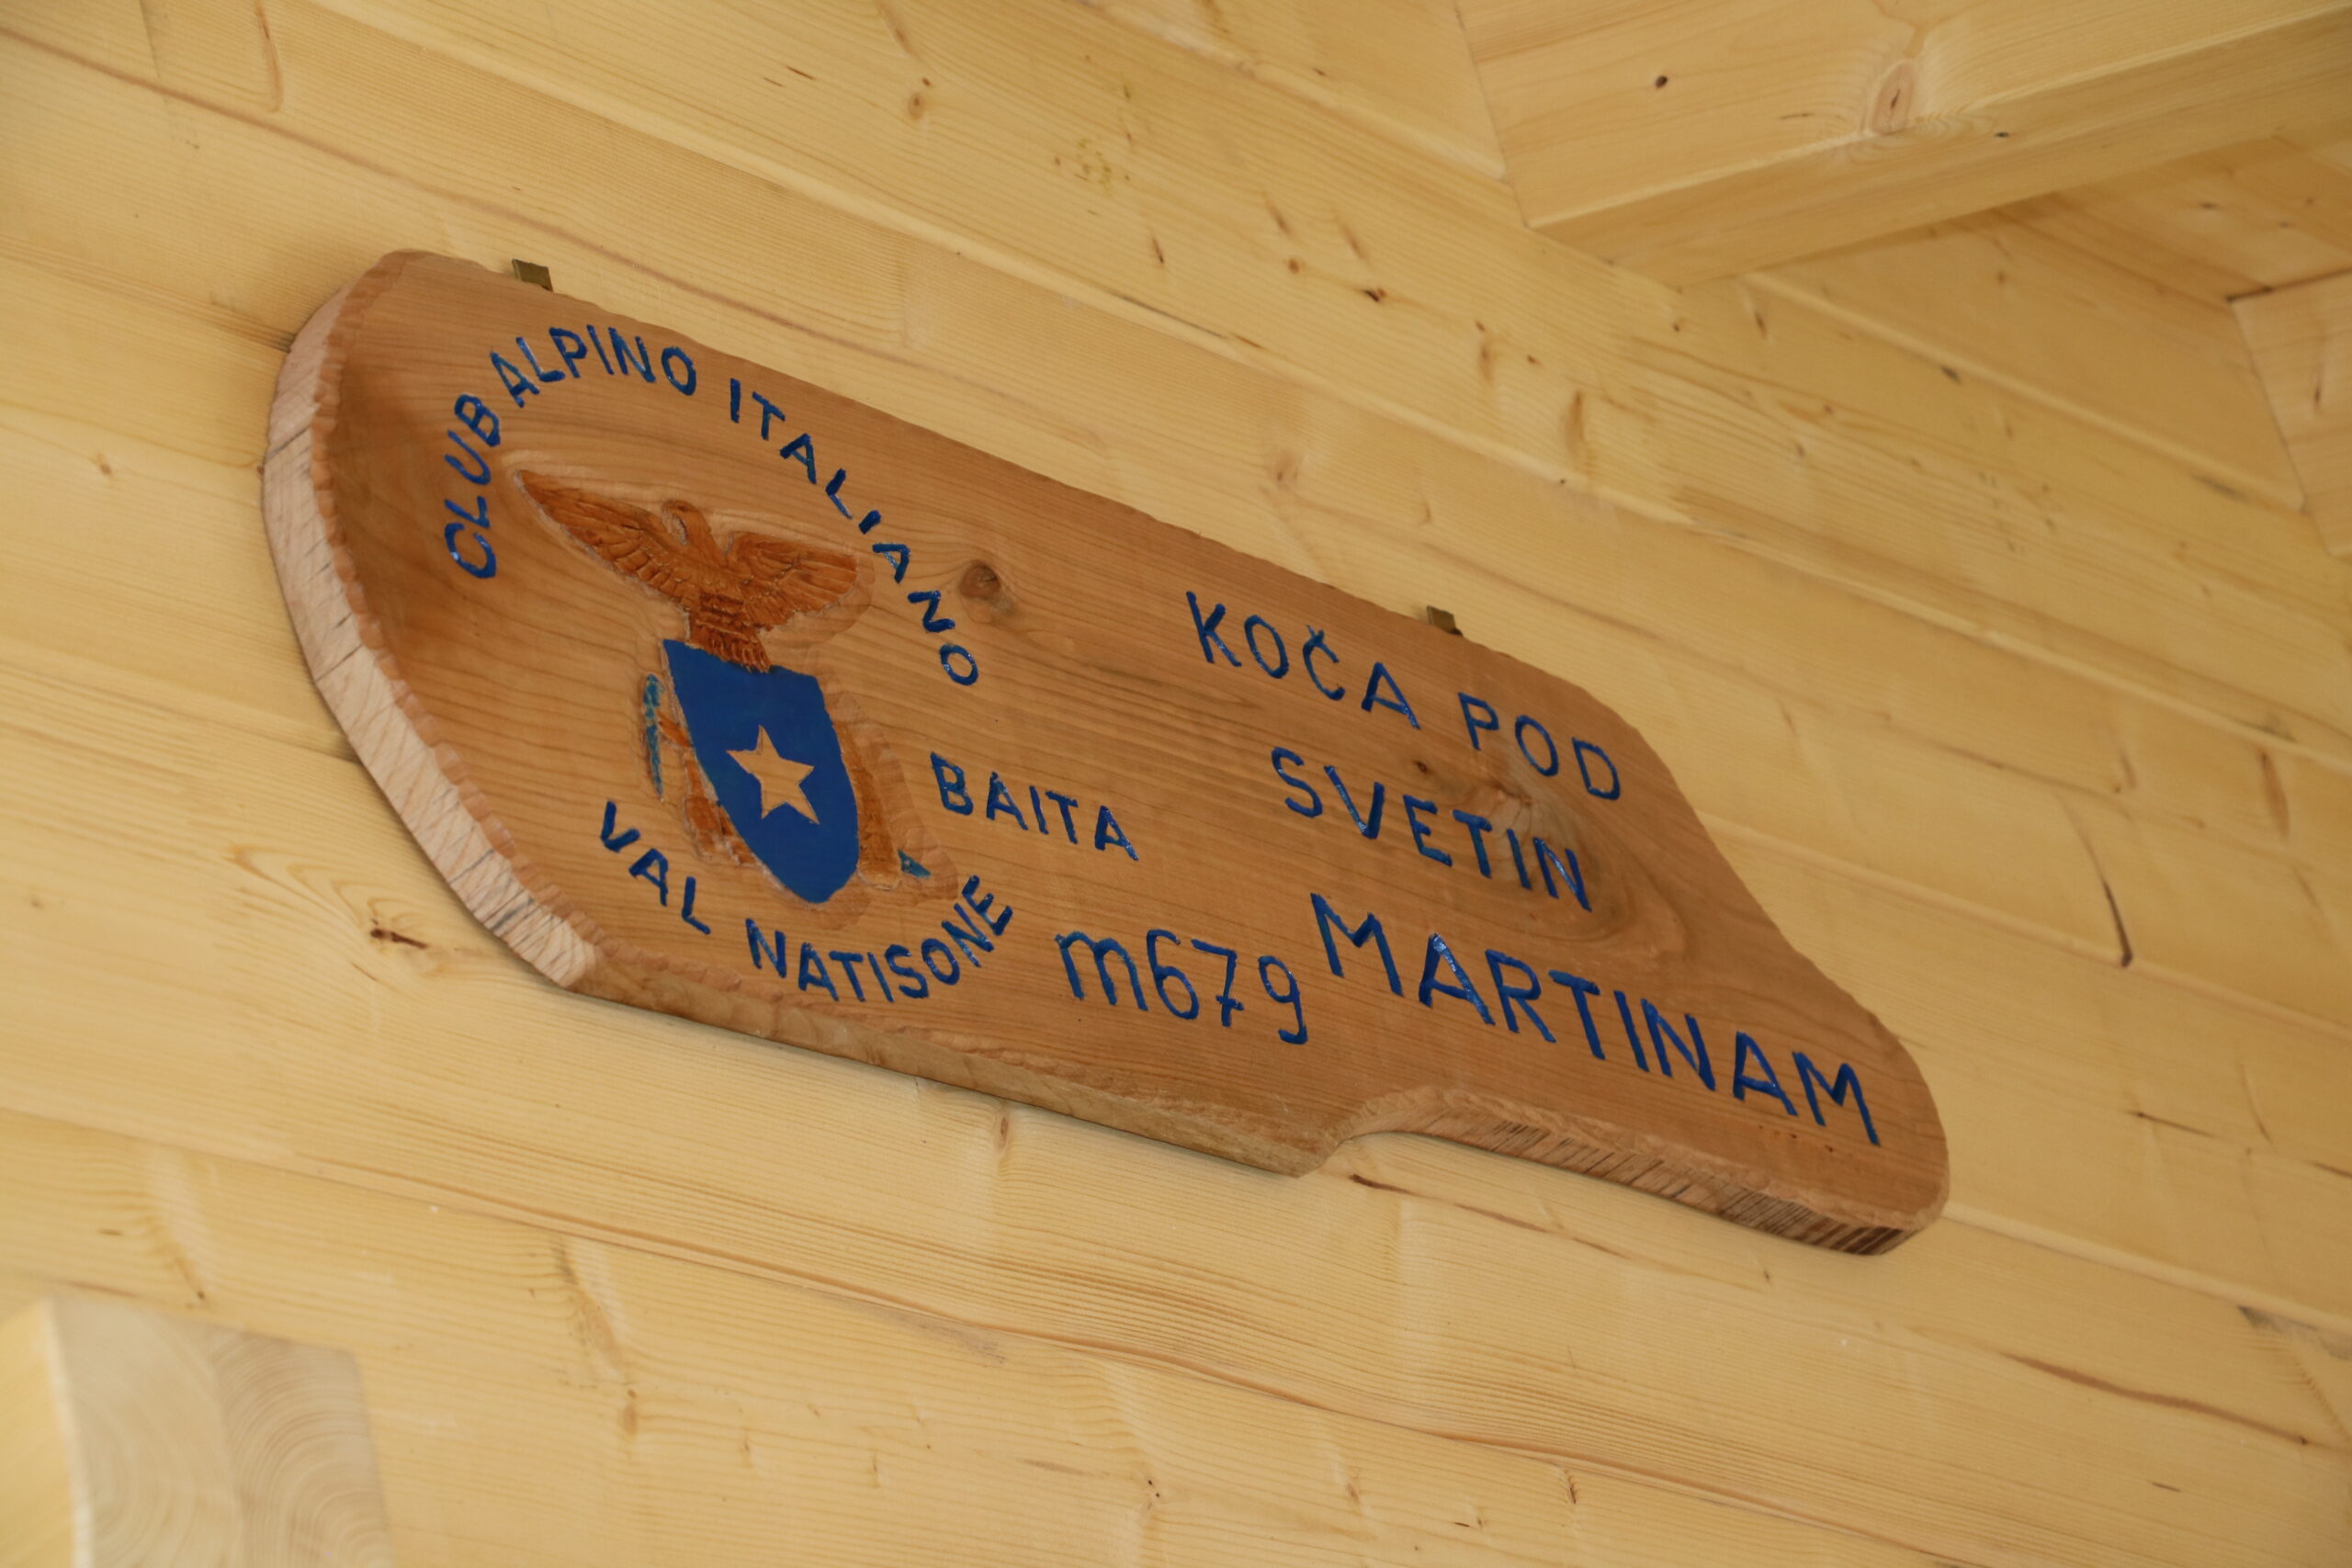 CLUB ALPINO ITALIANO
VAL NATISONE
BAITA
m679
KOČA POD
SVETIN
MARTINAM